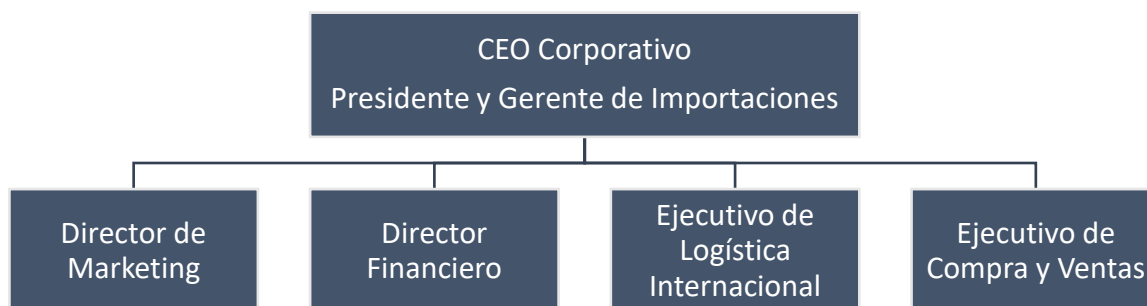 CEO Corporativo
Presidente y Gerente de Importaciones
Director de
Marketing
Director
Financiero
Ejecutivo de
Logística
Internacional
Ejecutivo de
Compra y Ventas